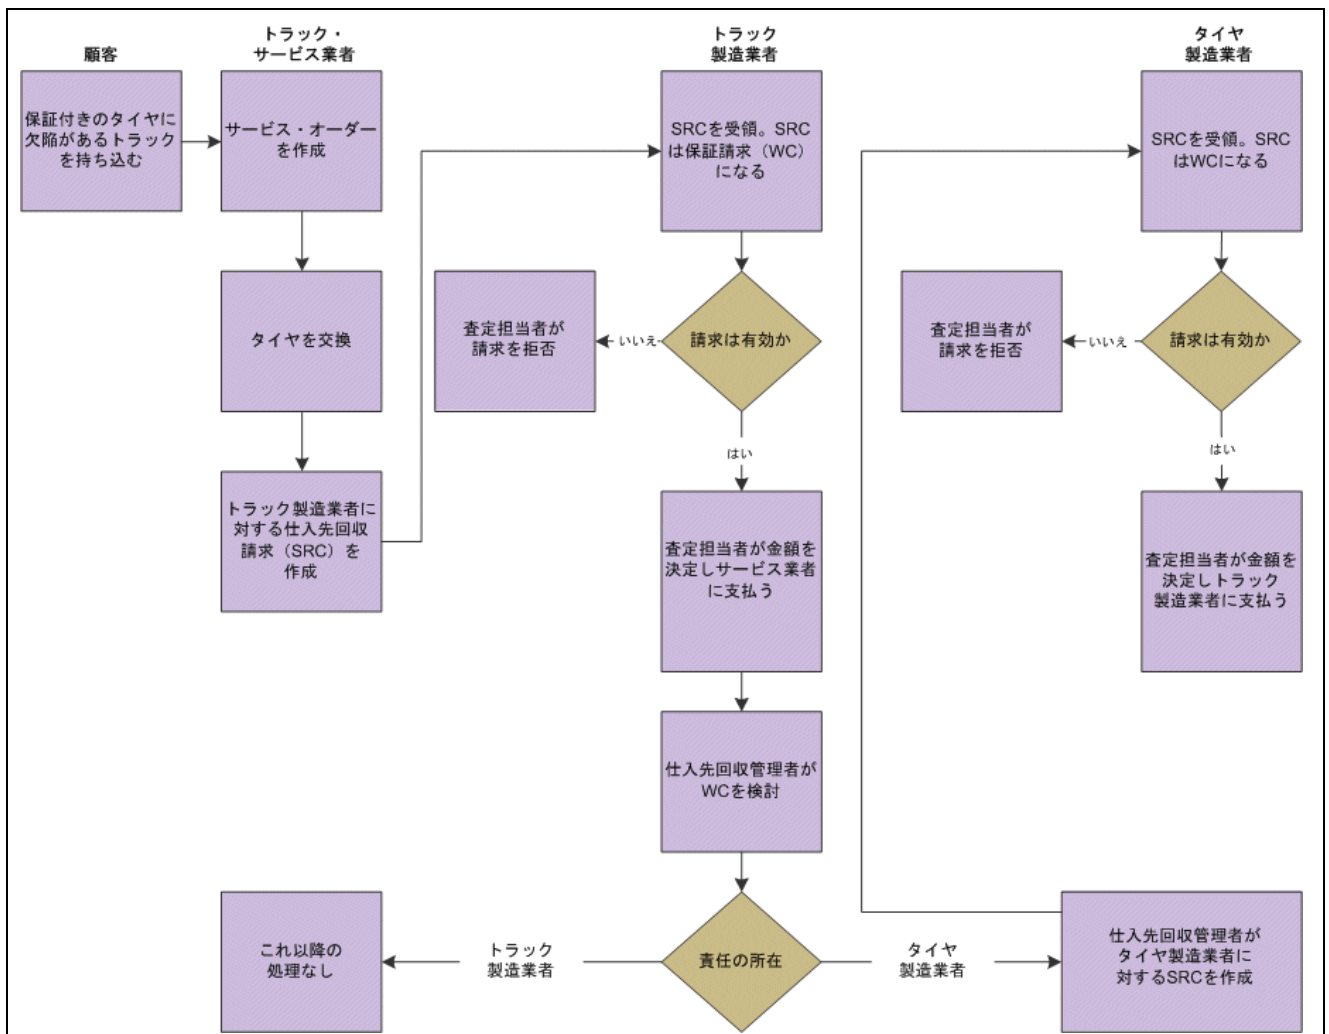 顧客
トラック・
サービス業者
トラック
製造業者
タイヤ
製造業者
保証付きのタイヤに
欠陥があるトラック
を持ち込む
サービス・オーダー
を作成
SRCを受領。SRC
は保証請求（WC）
になる
SRCを受領。SRC
はWCになる
タイヤを交換
査定担当者が
請求を拒否
いいえ
請求は有効か
査定担当者が
請求を拒否
いいえ
請求は有効か
はい
はい
トラック製造業者に
対する仕入先回収
請求（SRC）を
作成
査定担当者が金額を
決定しサービス業者
に支払う
査定担当者が金額を
決定しトラック
製造業者に支払う
仕入先回収管理者が
WCを検討
これ以降の
処理なし
トラック
製造業者
責任の所在
タイヤ
製造業者
仕入先回収管理者が
タイヤ製造業者に
対するSRCを作成